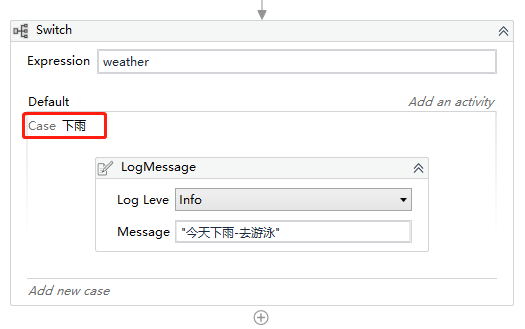 Switch
Expression weather
Default Add an activity
Case 下雨
LogMessage
Log Leve Info
Message "今天下雨-去游泳"
Add new case